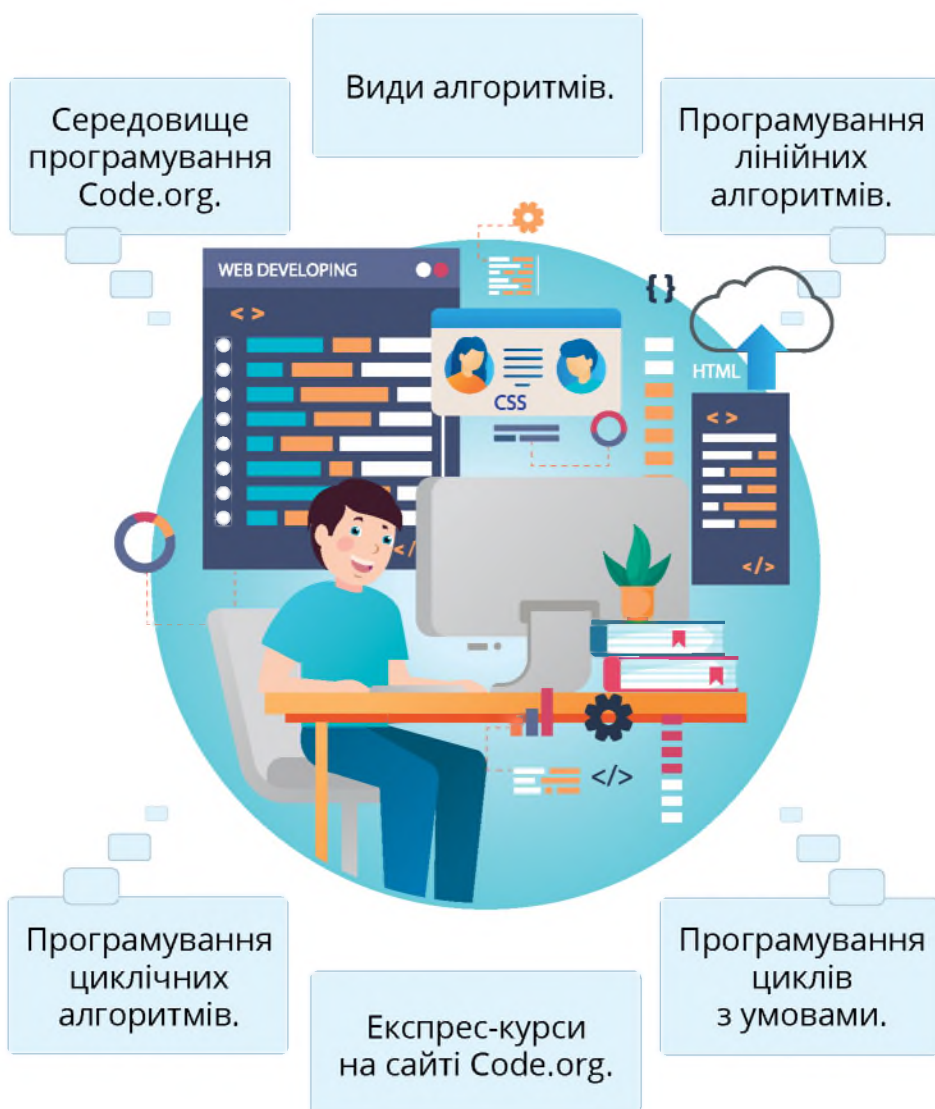 Види алгоритмів.
Середовище
програмування
Code.org.
Програмування
лінійних
алгоритмів.
WEB DEVELOPING
< >
{ }
CSS
HTML
< >
</>
</>
</>
Програмування
циклічних
алгоритмів.
Експрес-курси
на сайті Code.org.
Програмування
циклів
з умовами.